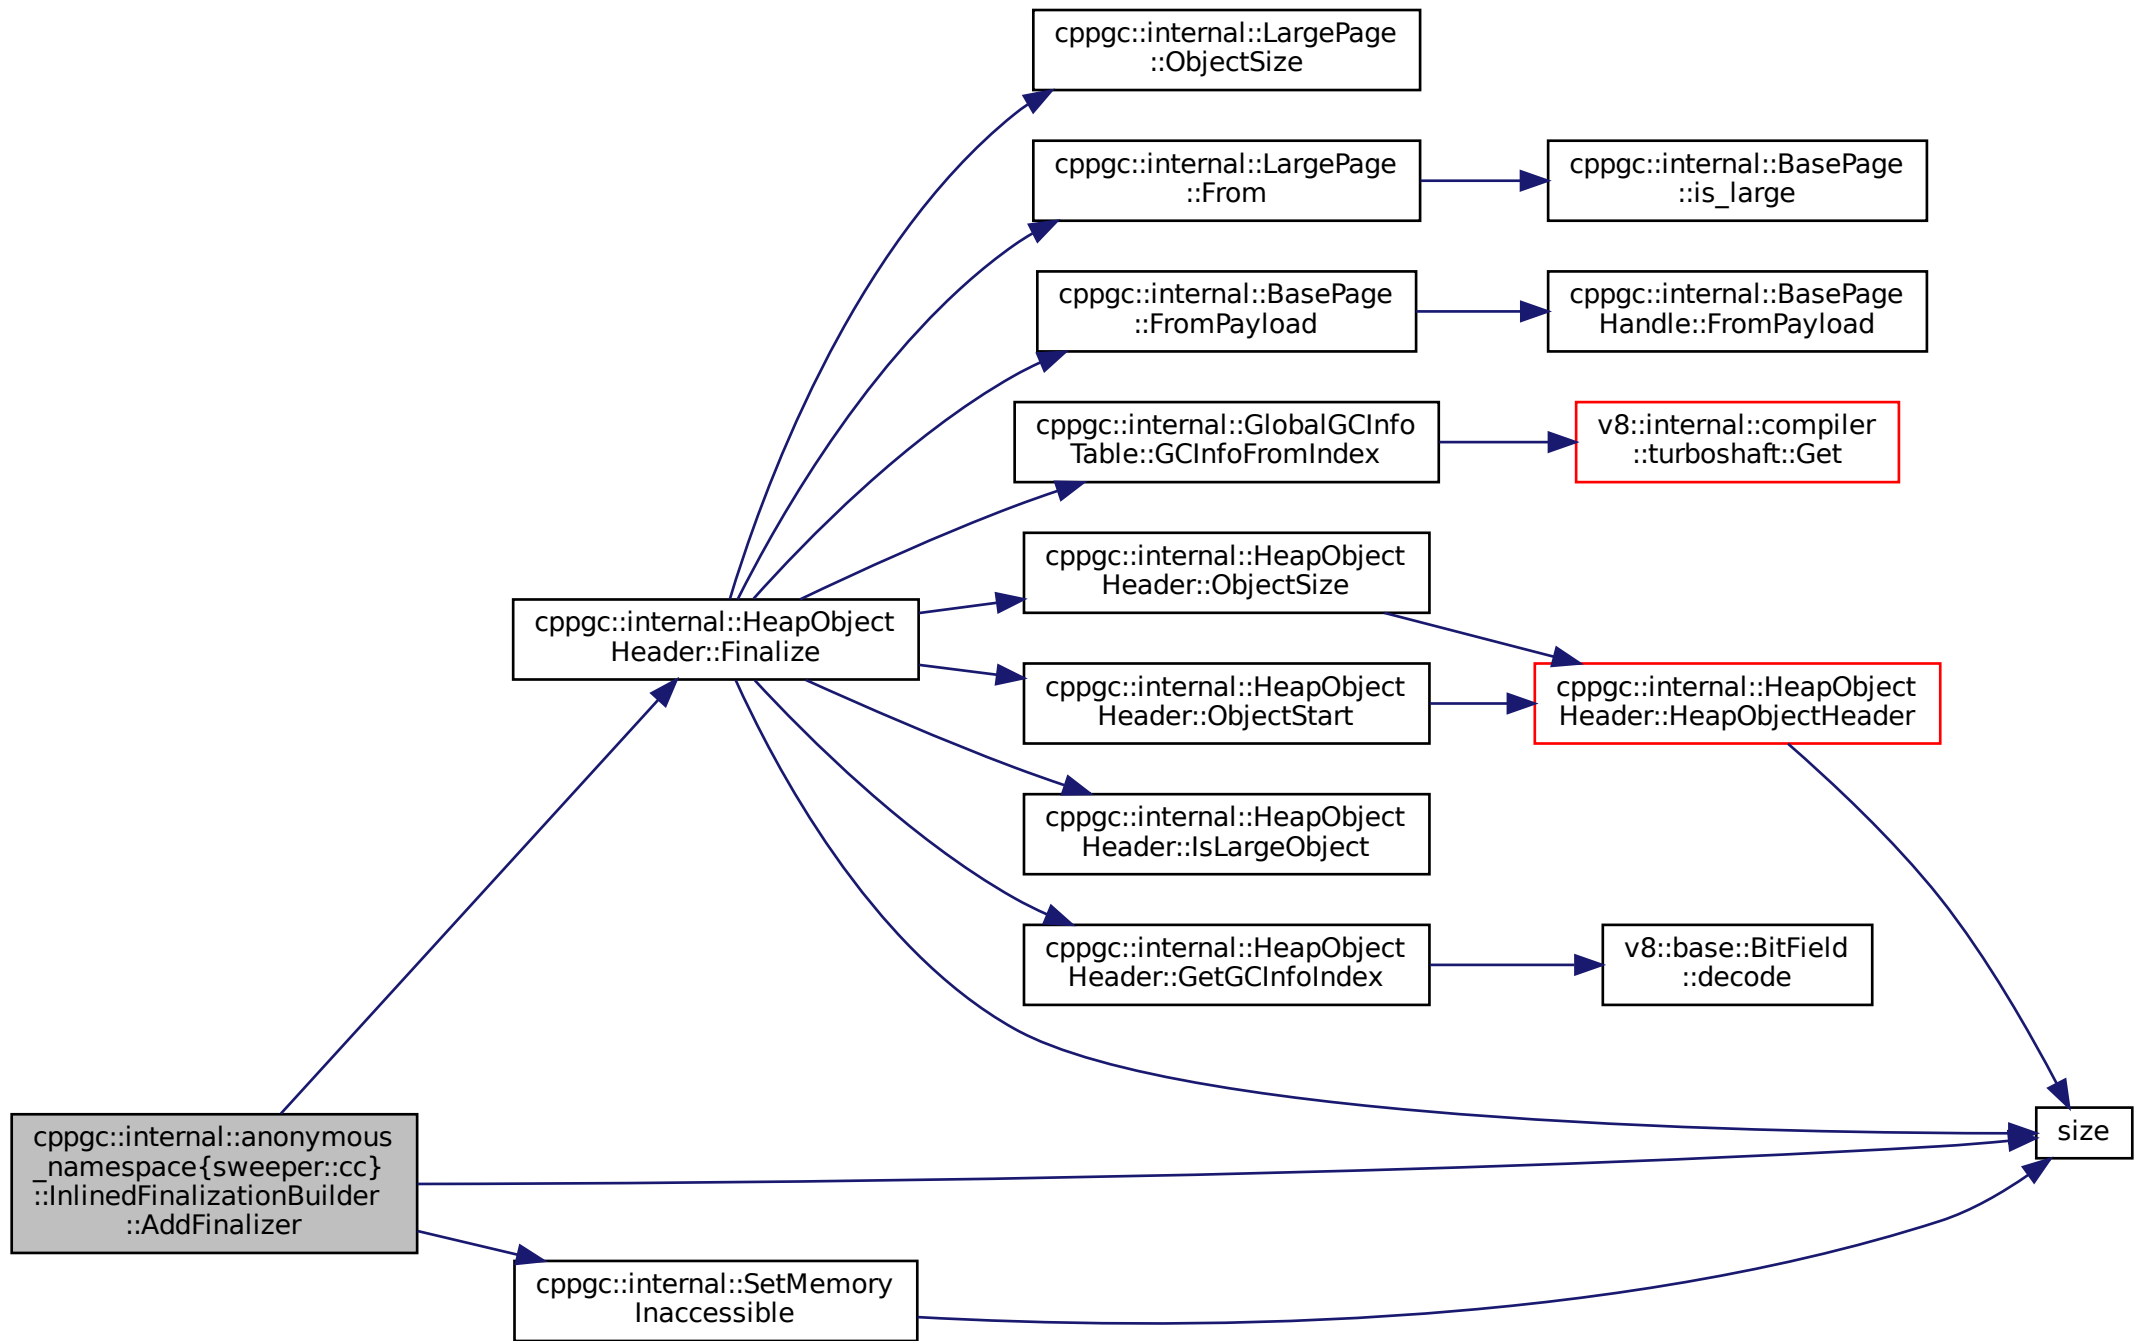 cppgc::internal::LargePage
::ObjectSize
cppgc::internal::LargePage
::From
cppgc::internal::BasePage
::is_large
cppgc::internal::BasePage
::FromPayload
cppgc::internal::BasePage
Handle::FromPayload
cppgc::internal::GlobalGCInfo
Table::GCInfoFromIndex
v8::internal::compiler
::turboshaft::Get
cppgc::internal::HeapObject
Header::ObjectSize
cppgc::internal::HeapObject
Header::Finalize
cppgc::internal::HeapObject
Header::ObjectStart
cppgc::internal::HeapObject
Header::HeapObjectHeader
cppgc::internal::HeapObject
Header::IsLargeObject
cppgc::internal::HeapObject
Header::GetGCInfoIndex
v8::base::BitField
::decode
cppgc::internal::anonymous
_namespace{sweeper::cc}
::InlinedFinalizationBuilder
::AddFinalizer
size
cppgc::internal::SetMemory
Inaccessible